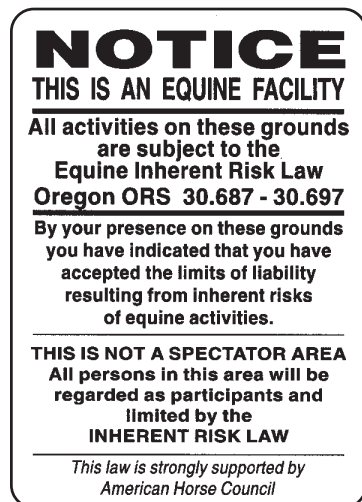 NOTICE
THIS IS AN EQUINE FACILITY
All activities on these grounds
are subject to the
Equine Inherent Risk Law
Oregon ORS 30.687 - 30.697
By your presence on these grounds
you have indicated that you have
accepted the limits of liability
resulting from inherent risks
of equine activities.
THIS IS NOT A SPECTATOR AREA
All persons in this area will be
regarded as participants and
limited by the
INHERENT RISK LAW
This law is strongly supported by
American Horse Council